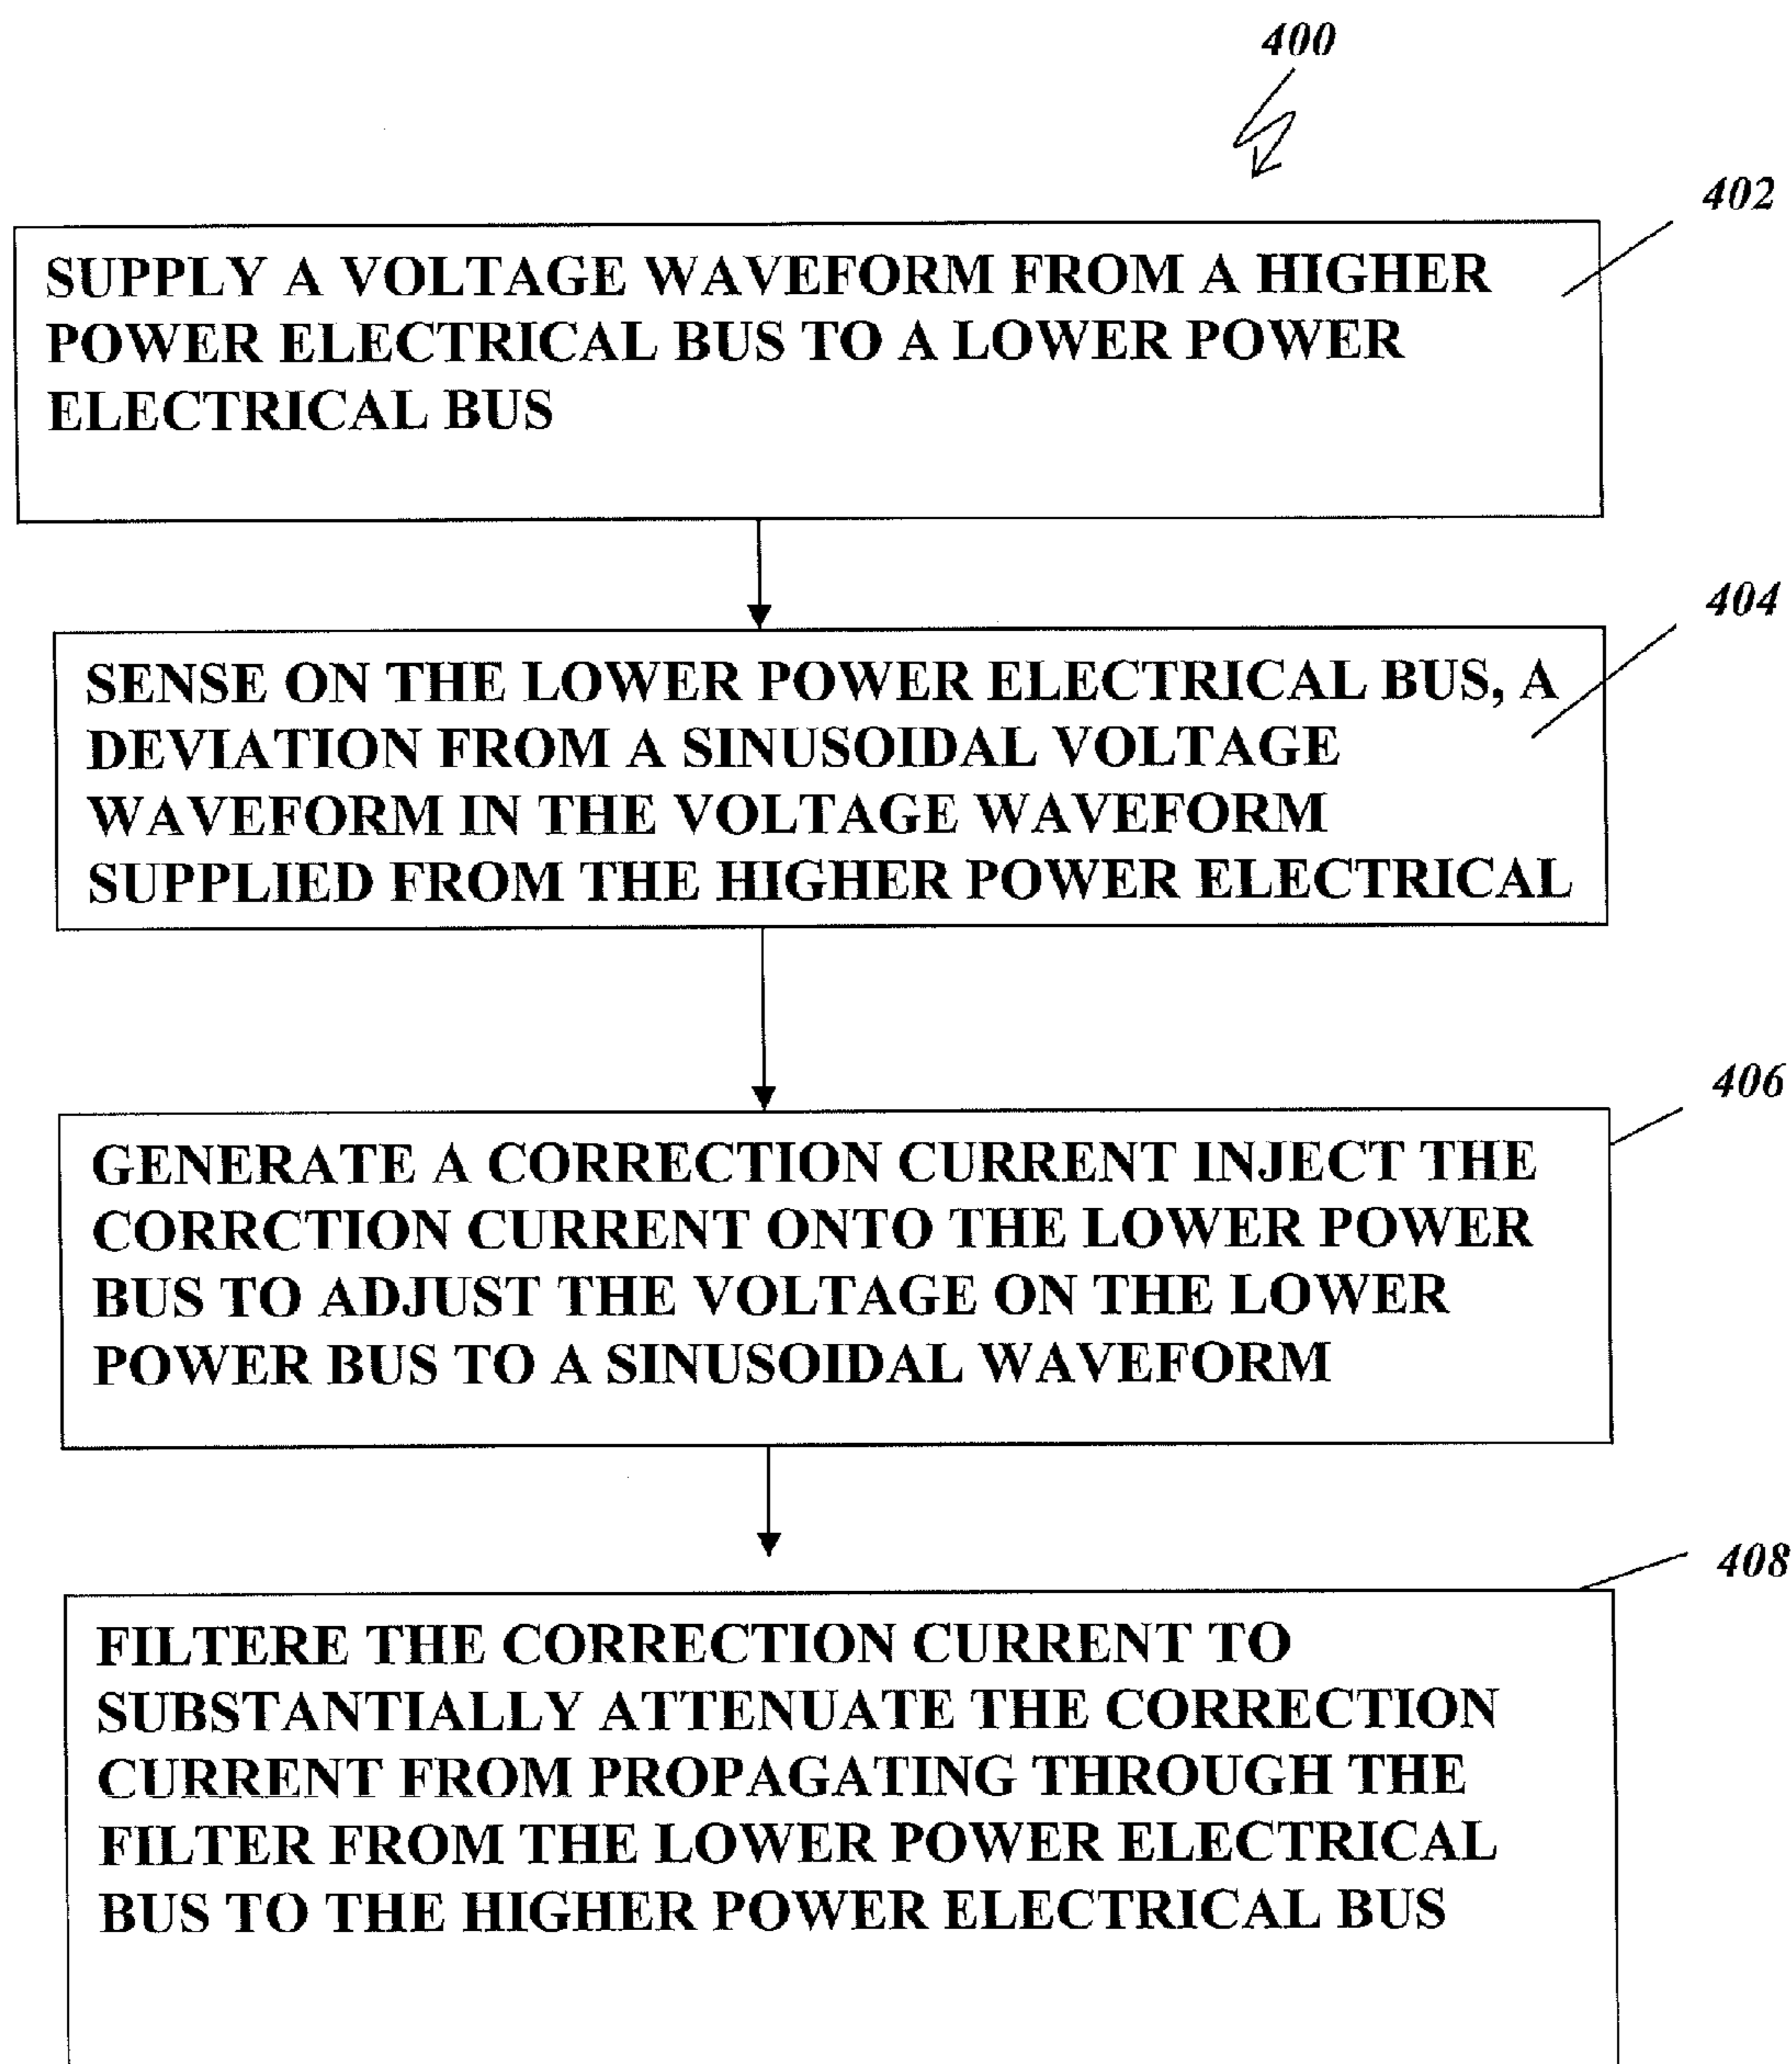 400
402
SUPPLY A VOLTAGE WAVEFORM FROM A HIGHER
POWER ELECTRICAL BUS TO A LOWER POWER
ELECTRICAL BUS
404
SENSE ON THE LOWER POWER ELECTRICAL BUS, A
DEVIATION FROM A SINUSOIDAL VOLTAGE
WAVEFORM IN THE VOLTAGE WAVEFORM
SUPPLIED FROM THE HIGHER POWER ELECTRICAL
406
GENERATE A CORRECTION CURRENT INJECT THE
CORRCTION CURRENT ONTO THE LOWER POWER
BUS TO ADJUST THE VOLTAGE ON THE LOWER
POWER BUS TO A SINUSOIDAL WAVEFORM
408
FILTERE THE CORRECTION CURRENT TO
SUBSTANTIALLY ATTENUATE THE CORRECTION
CURRENT FROM PROPAGATING THROUGH THE
FILTER FROM THE LOWER POWER ELECTRICAL
BUS TO THE HIGHER POWER ELECTRICAL BUS